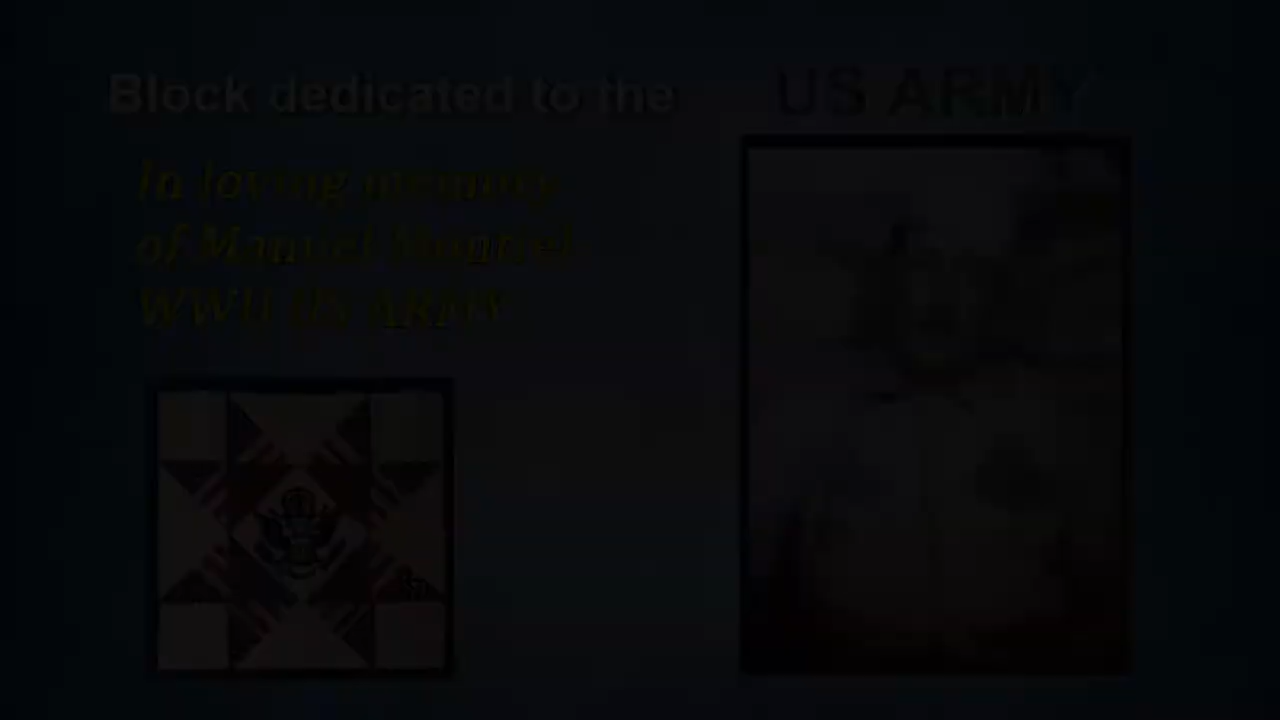 Block dedicated to the
US ARMY
In loving memory
of Manuel
WWII US ARMY